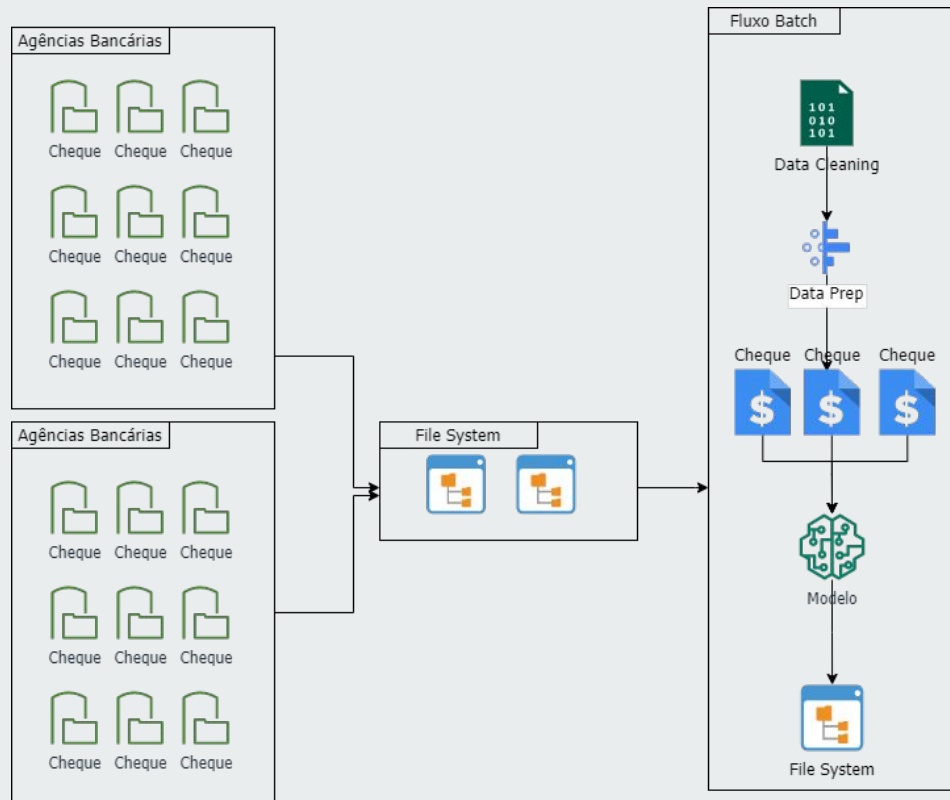 Agências Bancárias
Cheque Cheque Cheque
Cheque Cheque Cheque
Cheque Cheque Cheque
Agências Bancárias
Cheque Cheque Cheque
Cheque Cheque Cheque
Cheque Cheque Cheque
File System
Fluxo Batch
101
010
101
Data Cleaning
Data Prep
Cheque Cheque Cheque
$ $ $
Modelo
File System